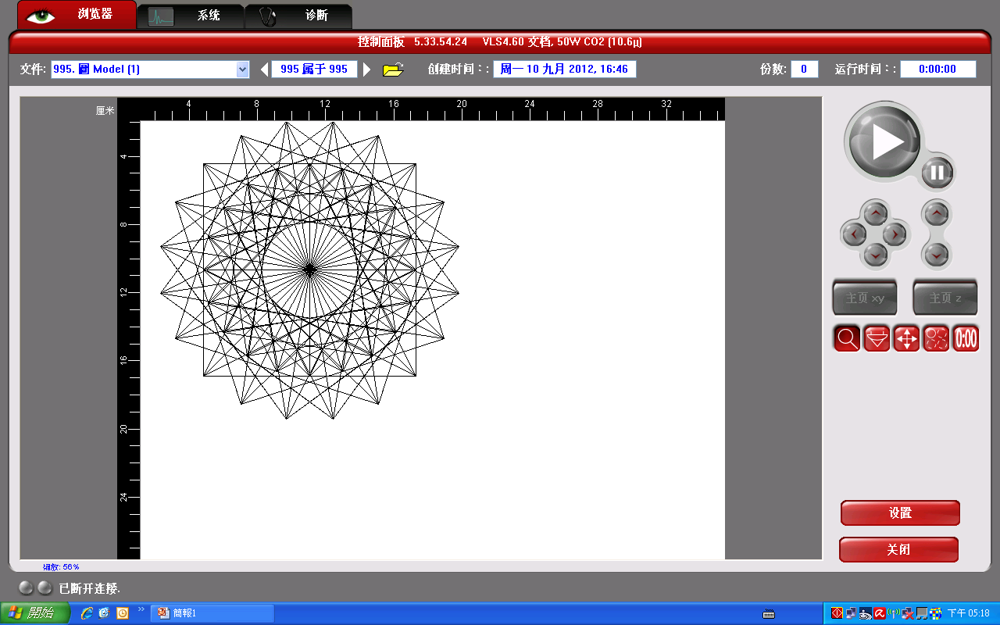 浏览器
系统
诊断
控制面板 5.33.54.24 VLS4.60 文档, 50W CO2 (10.6µ)
文件: 995. 圖 Model (1) 995 属于 995 创建时间：: 周一 10 九月 2012, 16:46 份数: 0 运行时间：: 0:00:00
厘米 4 8 12 16 20 24 28 32
4
8
12
16
20
24
主页 xy 主页 z
0:00
设置
关闭
缩放: 56%
已断开连接.
開始 簡報1 下午 05:18